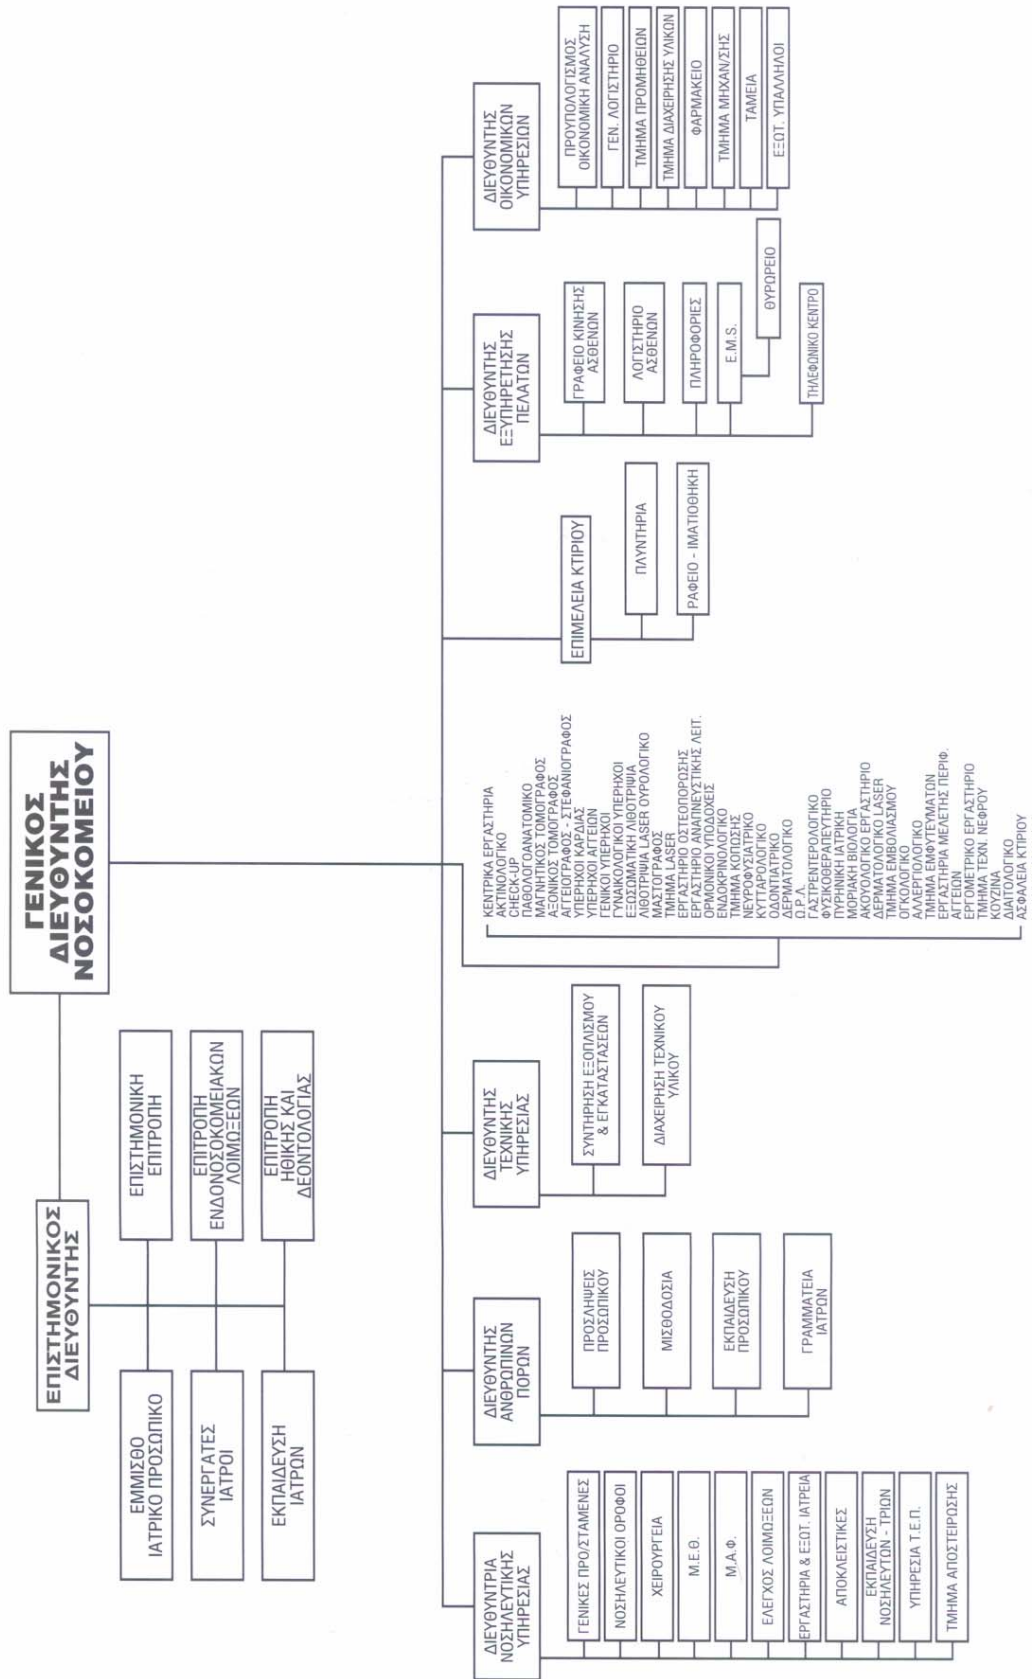 ΓΕΝΙΚΟΣ
ΔΙΕΥΘΥΝΤΗΣ
ΝΟΣΟΚΟΜΕΙΟΥ
ΕΠΙΣΤΗΜΟΝΙΚΟΣ
ΔΙΕΥΘΥΝΤΗΣ
ΕΜΜΙΣΘΟ
ΙΑΤΡΙΚΟ ΠΡΟΣΩΠΙΚΟ
ΕΠΙΣΤΗΜΟΝΙΚΗ
ΕΠΙΤΡΟΠΗ
ΣΥΝΕΡΓΑΤΕΣ
ΙΑΤΡΟΙ
ΕΠΙΤΡΟΠΗ
ΕΝΔΟΝΟΣΟΚΟΜΕΙΑΚΩΝ
ΛΟΙΜΩΞΕΩΝ
ΕΚΠΑΙΔΕΥΣΗ
ΙΑΤΡΩΝ
ΕΠΙΤΡΟΠΗ
ΗΘΙΚΗΣ ΚΑΙ
ΔΕΟΝΤΟΛΟΓΙΑΣ
ΔΙΕΥΘΥΝΤΡΙΑ
ΝΟΣΗΛΕΥΤΙΚΗΣ
ΥΠΗΡΕΣΙΑΣ
ΓΕΝΙΚΕΣ ΠΡΟ/ΣΤΑΜΕΝΕΣ
ΝΟΣΗΛΕΥΤΙΚΟΙ ΟΡΟΦΟΙ
ΧΕΙΡΟΥΡΓΕΙΑ
Μ.Ε.Θ.
Μ.Α.Φ.
ΕΛΕΓΧΟΣ ΛΟΙΜΩΞΕΩΝ
ΕΡΓΑΣΤΗΡΙΑ & ΕΞΩΤ. ΙΑΤΡΕΙΑ
ΑΠΟΚΛΕΙΣΤΙΚΕΣ
ΕΚΠΑΙΔΕΥΣΗ
ΝΟΣΗΛΕΥΤΩΝ - ΤΡΙΩΝ
ΥΠΗΡΕΣΙΑ Τ.Ε.Π.
ΤΜΗΜΑ ΑΠΟΣΤΕΙΡΩΣΗΣ
ΔΙΕΥΘΥΝΤΗΣ
ΑΝΘΡΩΠΙΝΩΝ
ΠΟΡΩΝ
ΠΡΟΣΛΗΨΕΙΣ
ΠΡΟΣΩΠΙΚΟΥ
ΜΙΣΘΟΔΟΣΙΑ
ΕΚΠΑΙΔΕΥΣΗ
ΠΡΟΣΩΠΙΚΟΥ
ΓΡΑΜΜΑΤΕΙΑ
ΙΑΤΡΩΝ
ΔΙΕΥΘΥΝΤΗΣ
ΤΕΧΝΙΚΗΣ
ΥΠΗΡΕΣΙΑΣ
ΣΥΝΤΗΡΗΣΗ ΕΞΟΠΛΙΣΜΟΥ
& ΕΓΚΑΤΑΣΤΑΣΕΩΝ
ΔΙΑΧΕΙΡΗΣΗ ΤΕΧΝΙΚΟΥ
ΥΛΙΚΟΥ
ΚΕΝΤΡΙΚΑ ΕΡΓΑΣΤΗΡΙΑ
ΑΚΤΙΝΟΛΟΓΙΚΟ
CHECK-UP
ΠΑΘΟΛΟΓΟΑΝΑΤΟΜΙΚΟ
ΜΑΓΝΗΤΙΚΟΣ ΤΟΜΟΓΡΑΦΟΣ
ΑΞΟΝΙΚΟΣ ΤΟΜΟΓΡΑΦΟΣ
ΑΓΓΕΙΟΓΡΑΦΟΣ - ΣΤΕΦΑΝΙΟΓΡΑΦΟΣ
ΥΠΕΡΗΧΟΙ ΚΑΡΔΙΑΣ
ΥΠΕΡΗΧΟΙ ΑΓΓΕΙΩΝ
ΓΕΝΙΚΟΙ ΥΠΕΡΗΧΟΙ
ΓΥΝΑΙΚΟΛΟΓΙΚΟΙ ΥΠΕΡΗΧΟΙ
ΕΞΩΣΩΜΑΤΙΚΗ ΛΙΘΟΤΡΙΨΙΑ
ΛΙΘΟΤΡΙΨΙΑ LASER ΟΥΡΟΛΟΓΙΚΟ
ΜΑΣΤΟΓΡΑΦΟΣ
ΤΜΗΜΑ LASER
ΕΡΓΑΣΤΗΡΙΟ ΟΣΤΕΟΠΟΡΩΣΗΣ
ΕΡΓΑΣΤΗΡΙΟ ΑΝΑΠΝΕΥΣΤΙΚΗΣ ΛΕΙΤ.
ΟΡΜΟΝΙΚΟΙ ΥΠΟΔΟΧΕΙΣ
ΕΝΔΟΚΡΙΝΟΛΟΓΙΚΟ
ΤΜΗΜΑ ΚΟΠΩΣΗΣ
ΝΕΥΡΟΦΥΣΙΑΤΡΙΚΟ
ΚΥΤΤΑΡΟΛΟΓΙΚΟ
ΟΔΟΝΤΙΑΤΡΙΚΟ
ΔΕΡΜΑΤΟΛΟΓΙΚΟ
Ω.Ρ.Λ.
ΓΑΣΤΡΕΝΤΕΡΟΛΟΓΙΚΟ
ΦΥΣΙΚΟΘΕΡΑΠΕΥΤΗΡΙΟ
ΠΥΡΗΝΙΚΗ ΙΑΤΡΙΚΗ
ΜΟΡΙΑΚΗ ΒΙΟΛΟΓΙΑ
ΑΚΟΥΟΛΟΓΙΚΟ ΕΡΓΑΣΤΗΡΙΟ
ΔΕΡΜΑΤΟΛΟΓΙΚΟ LASER
ΤΜΗΜΑ ΕΜΒΟΛΙΑΣΜΟΥ
ΟΓΚΟΛΟΓΙΚΟ
ΑΛΛΕΡΓΙΟΛΟΓΙΚΟ
ΤΜΗΜΑ ΕΜΦΥΤΕΥΜΑΤΩΝ
ΕΡΓΑΣΤΗΡΙΑ ΜΕΛΕΤΗΣ ΠΕΡΙΦ.
ΑΓΓΕΙΩΝ
ΕΡΓΟΜΕΤΡΙΚΟ ΕΡΓΑΣΤΗΡΙΟ
ΤΜΗΜΑ ΤΕΧΝ. ΝΕΦΡΟΥ
ΚΟΥΖΙΝΑ
ΔΙΑΙΤΟΛΟΓΙΚΟ
ΑΣΦΑΛΕΙΑ ΚΤΙΡΙΟΥ
ΕΠΙΜΕΛΕΙΑ ΚΤΙΡΙΟΥ
ΠΛΥΝΤΗΡΙΑ
ΡΑΦΕΙΟ - ΙΜΑΤΙΟΘΗΚΗ
ΔΙΕΥΘΥΝΤΗΣ
ΕΞΥΠΗΡΕΤΗΣΗΣ
ΠΕΛΑΤΩΝ
ΓΡΑΦΕΙΟ ΚΙΝΗΣΗΣ
ΑΣΘΕΝΩΝ
ΛΟΓΙΣΤΗΡΙΟ
ΑΣΘΕΝΩΝ
ΠΛΗΡΟΦΟΡΙΕΣ
E.M.S.
ΘΥΡΩΡΕΙΟ
ΤΗΛΕΦΩΝΙΚΟ ΚΕΝΤΡΟ
ΔΙΕΥΘΥΝΤΗΣ
ΟΙΚΟΝΟΜΙΚΩΝ
ΥΠΗΡΕΣΙΩΝ
ΠΡΟΥΠΟΛΟΓΙΣΜΟΣ
ΟΙΚΟΝΟΜΙΚΗ ΑΝΑΛΥΣΗ
ΓΕΝ. ΛΟΓΙΣΤΗΡΙΟ
ΤΜΗΜΑ ΠΡΟΜΗΘΕΙΩΝ
ΤΜΗΜΑ ΔΙΑΧΕΙΡΗΣΗΣ ΥΛΙΚΩΝ
ΦΑΡΜΑΚΕΙΟ
ΤΜΗΜΑ ΜΗΧΑΝ/ΣΗΣ
ΤΑΜΕΙΑ
ΕΞΩΤ. ΥΠΑΛΛΗΛΟΙ